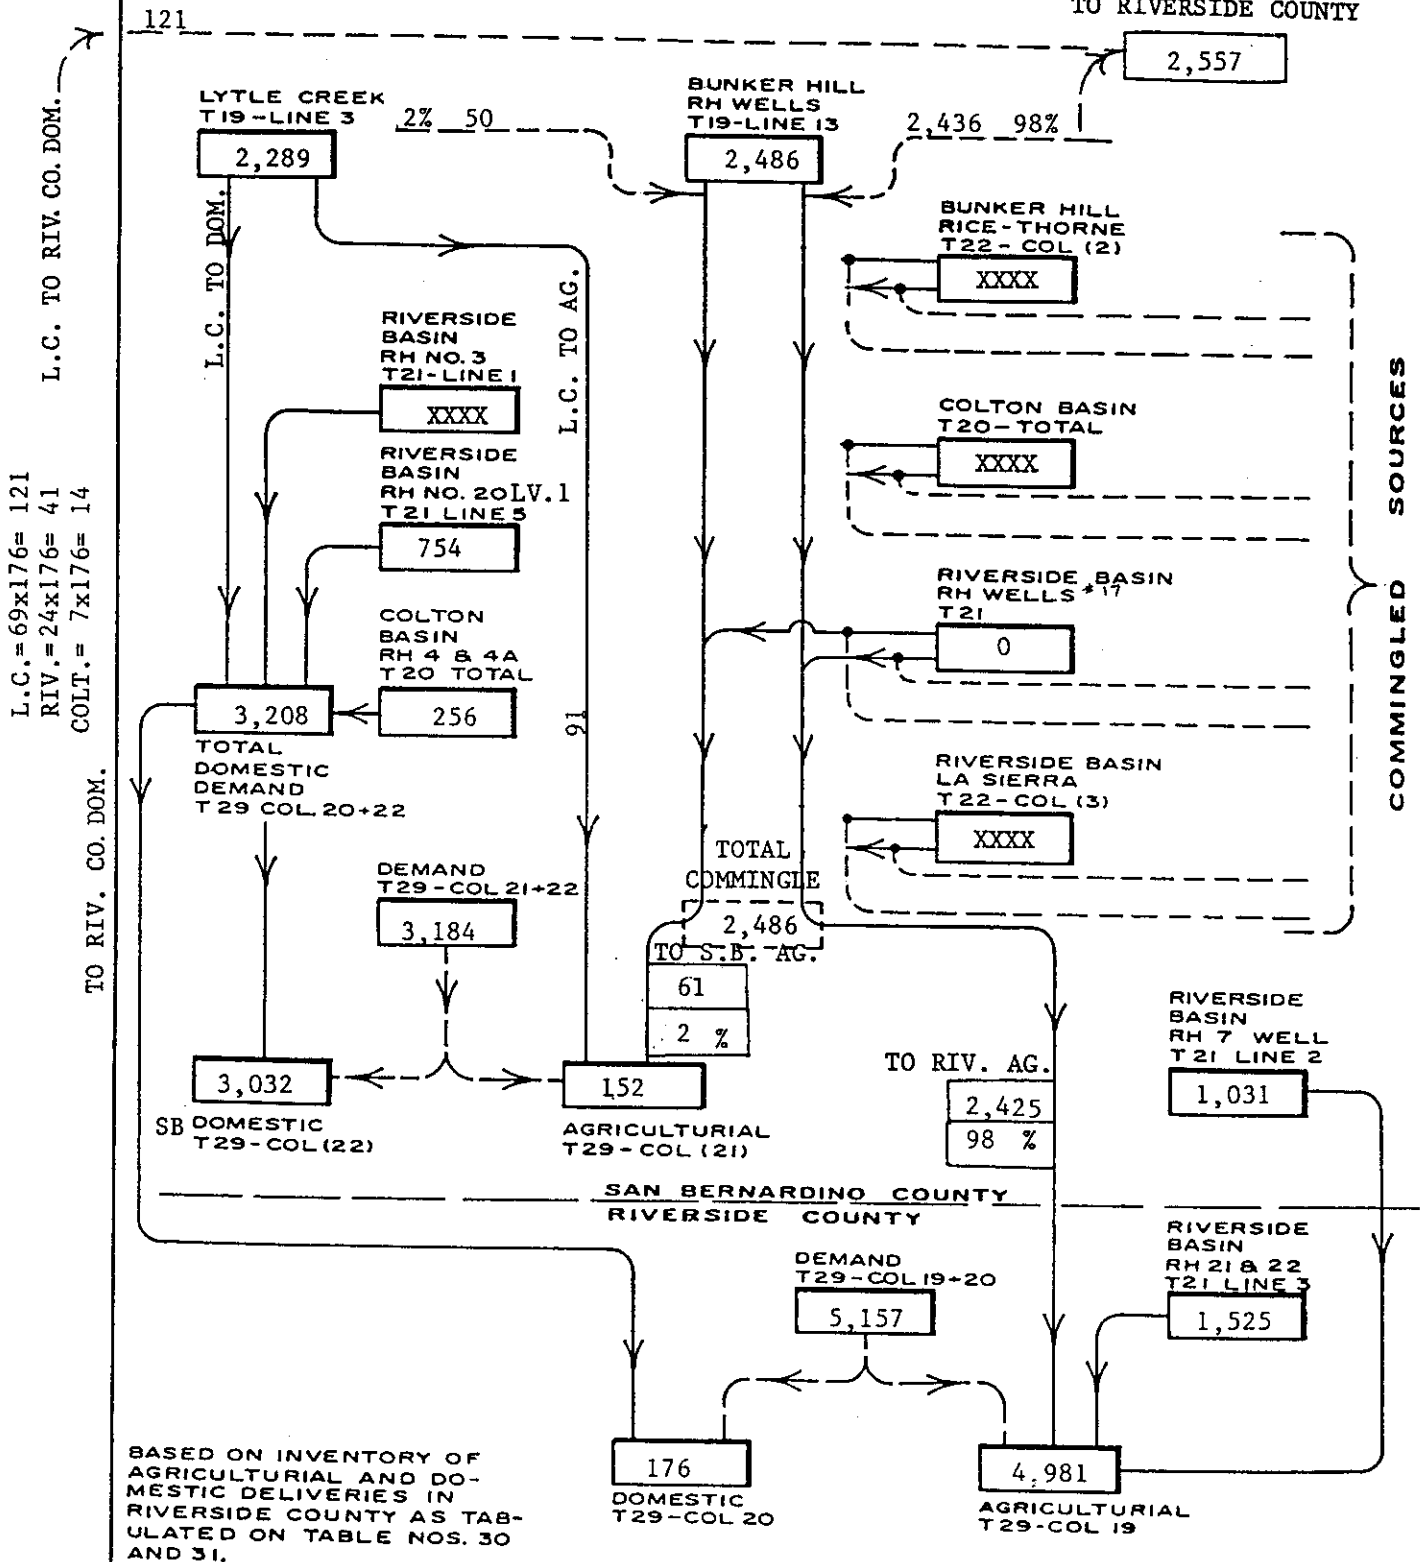 TO RIVERSIDE COUNTY
121
2,557
LYTLE CREEK
T19-LINE 3
2,289
2% 50
BUNKER HILL
RH WELLS
T19-LINE 13
2,486
2,436 98%
L.C. TO RIV. CO. DOM.
L.C. TO DOM.
L.C. TO AG.
BUNKER HILL
RICE-THORNE
T22-COL (2)
XXXX
RIVERSIDE
BASIN
RH NO. 3
T21-LINE 1
XXXX
COLTON BASIN
T20-TOTAL
XXXX
RIVERSIDE
BASIN
RH NO. 20 LV.1
T21 LINE 5
754
COMMINGLED SOURCES
L.C.=69x176= 121
RIV.=24x176= 41
COLT.= 7x176= 14
RIVERSIDE BASIN
RH WELLS #17
T21
0
COLTON
BASIN
RH 4 & 4A
T20 TOTAL
256
3,208
TOTAL
DOMESTIC
DEMAND
T29 COL. 20+22
91
RIVERSIDE BASIN
LA SIERRA
T22-COL (3)
XXXX
TO RIV. CO. DOM.
TOTAL
COMMINGLE
2,486
DEMAND
T29-COL 21+22
3,184
TO S.B. AG.
61
2 %
3,032
SB DOMESTIC
T29-COL (22)
152
AGRICULTURIAL
T29-COL (21)
TO RIV. AG.
2,425
98 %
RIVERSIDE
BASIN
RH 7 WELL
T21 LINE 2
1,031
SAN BERNARDINO COUNTY
RIVERSIDE COUNTY
DEMAND
T29-COL 19+20
5,157
RIVERSIDE
BASIN
RH 21 & 22
T21 LINE 3
1,525
176
DOMESTIC
T29-COL 20
4,981
AGRICULTURIAL
T29-COL 19
BASED ON INVENTORY OF
AGRICULTURIAL AND DO-
MESTIC DELIVERIES IN
RIVERSIDE COUNTY AS TAB-
ULATED ON TABLE NOS. 30
AND 31.